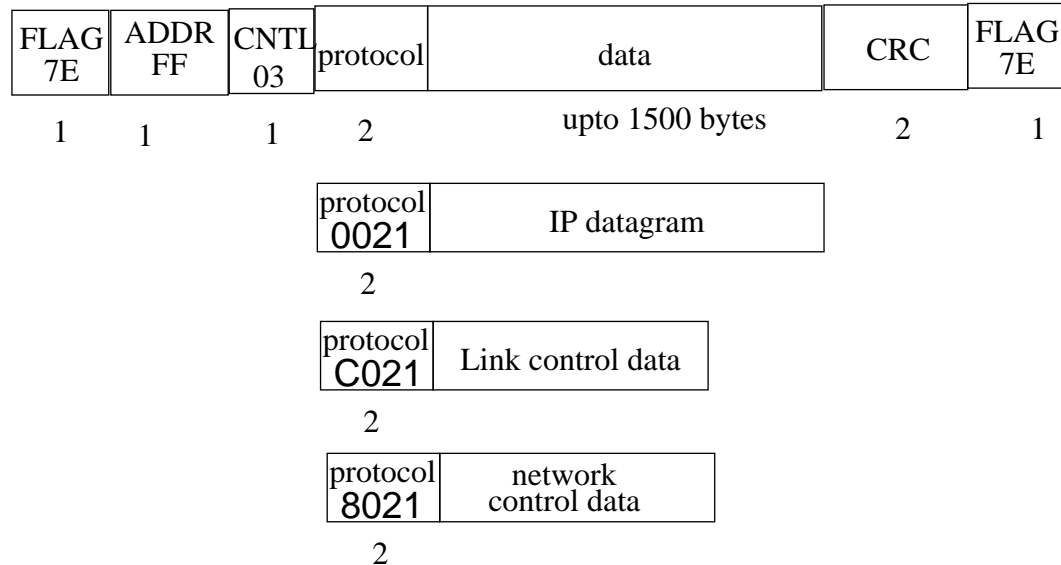 FLAG ADDR CNTL protocol data CRC FLAG
7E FF 03 7E
1 1 1 2 upto 1500 bytes 2 1
protocol IP datagram
0021
2
protocol Link control data
C021
2
protocol network
8021 control data
2